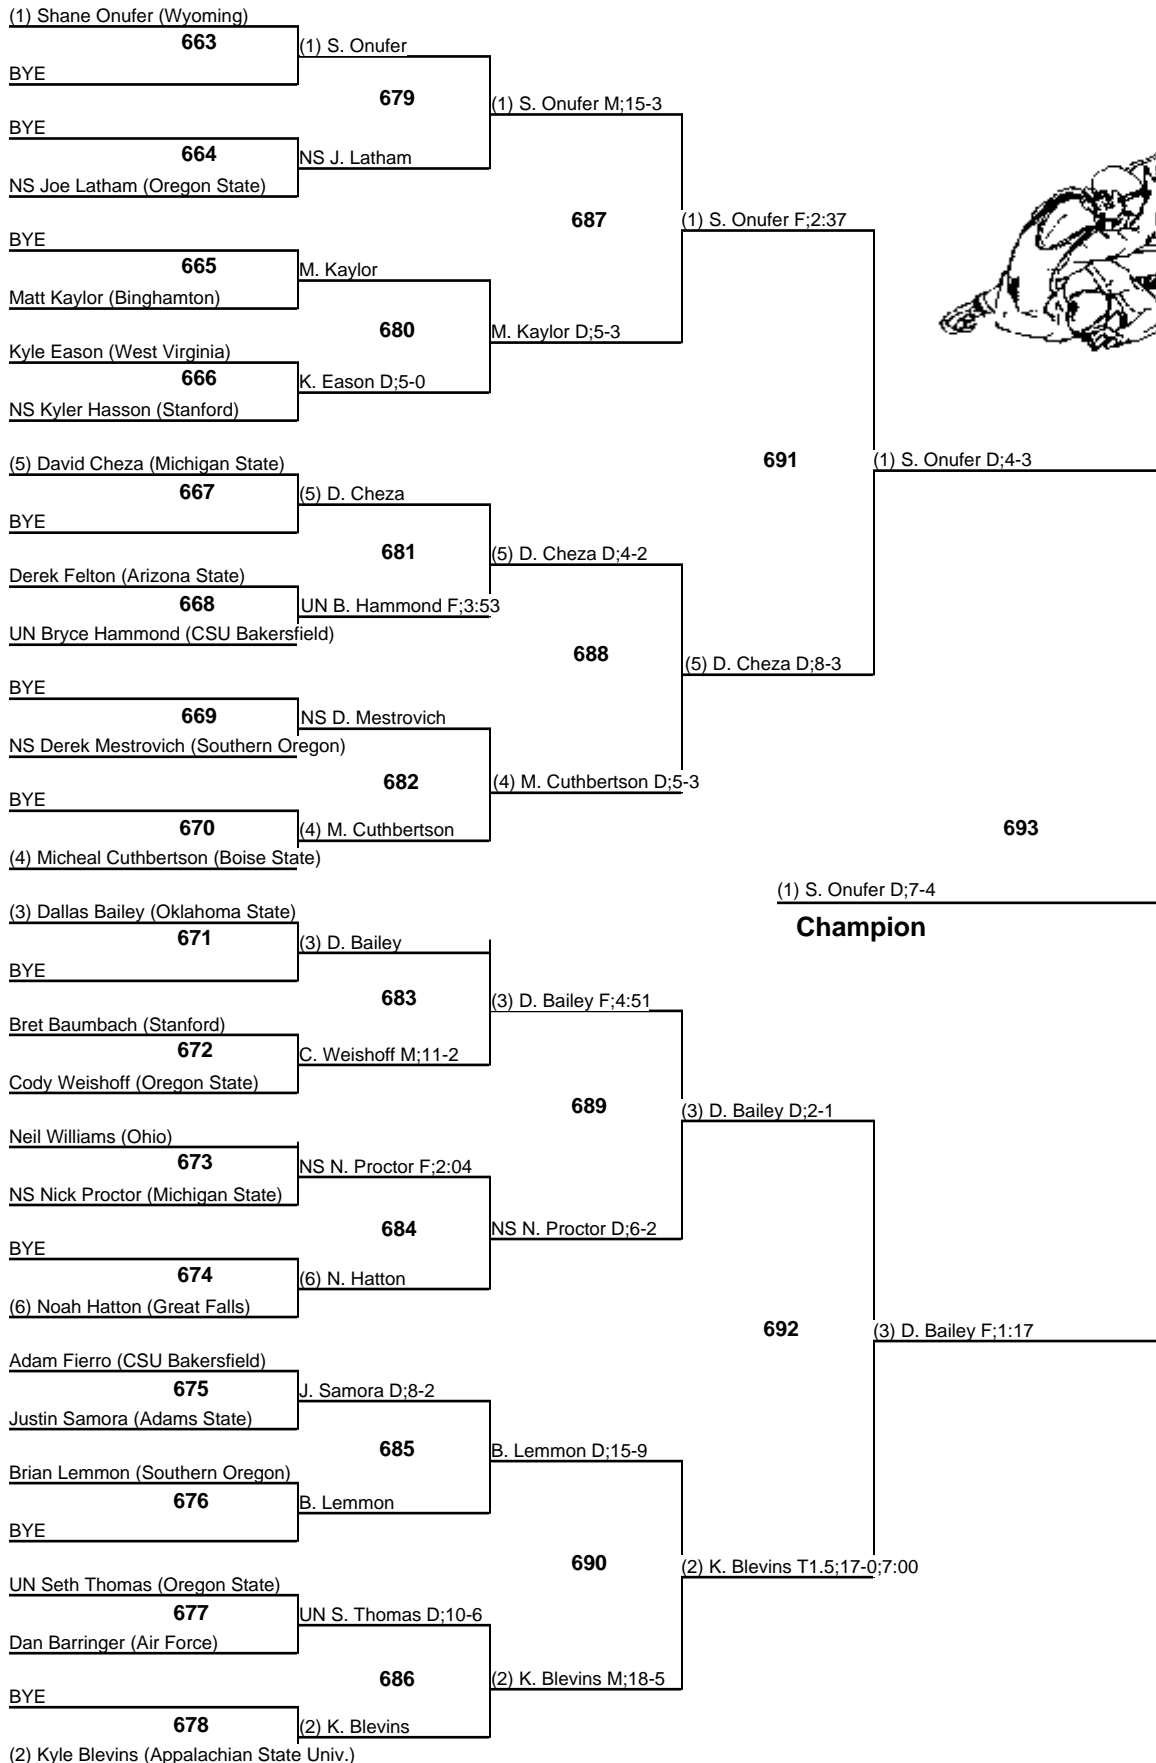 (1) Shane Onufer (Wyoming)
663
(1) S. Onufer
BYE
679
(1) S. Onufer M;15-3
BYE
664
NS J. Latham
NS Joe Latham (Oregon State)
687
(1) S. Onufer F;2:37
BYE
665
M. Kaylor
Matt Kaylor (Binghamton)
680
M. Kaylor D;5-3
Kyle Eason (West Virginia)
666
K. Eason D;5-0
NS Kyler Hasson (Stanford)
691
(1) S. Onufer D;4-3
(5) David Cheza (Michigan State)
667
(5) D. Cheza
BYE
681
(5) D. Cheza D;4-2
Derek Felton (Arizona State)
668
UN B. Hammond F;3:53
UN Bryce Hammond (CSU Bakersfield)
688
(5) D. Cheza D;8-3
BYE
669
NS D. Mestrovich
NS Derek Mestrovich (Southern Oregon)
682
(4) M. Cuthbertson D;5-3
BYE
670
(4) M. Cuthbertson
(4) Micheal Cuthbertson (Boise State)
693
(1) S. Onufer D;7-4
Champion
(3) Dallas Bailey (Oklahoma State)
671
(3) D. Bailey
BYE
683
(3) D. Bailey F;4:51
Bret Baumbach (Stanford)
672
C. Weishoff M;11-2
Cody Weishoff (Oregon State)
689
(3) D. Bailey D;2-1
Neil Williams (Ohio)
673
NS N. Proctor F;2:04
NS Nick Proctor (Michigan State)
684
NS N. Proctor D;6-2
BYE
674
(6) N. Hatton
(6) Noah Hatton (Great Falls)
692
(3) D. Bailey F;1:17
Adam Fierro (CSU Bakersfield)
675
J. Samora D;8-2
Justin Samora (Adams State)
685
B. Lemmon D;15-9
Brian Lemmon (Southern Oregon)
676
B. Lemmon
BYE
690
(2) K. Blevins T1.5;17-0;7:00
UN Seth Thomas (Oregon State)
677
UN S. Thomas D;10-6
Dan Barringer (Air Force)
686
(2) K. Blevins M;18-5
BYE
678
(2) K. Blevins
(2) Kyle Blevins (Appalachian State Univ.)